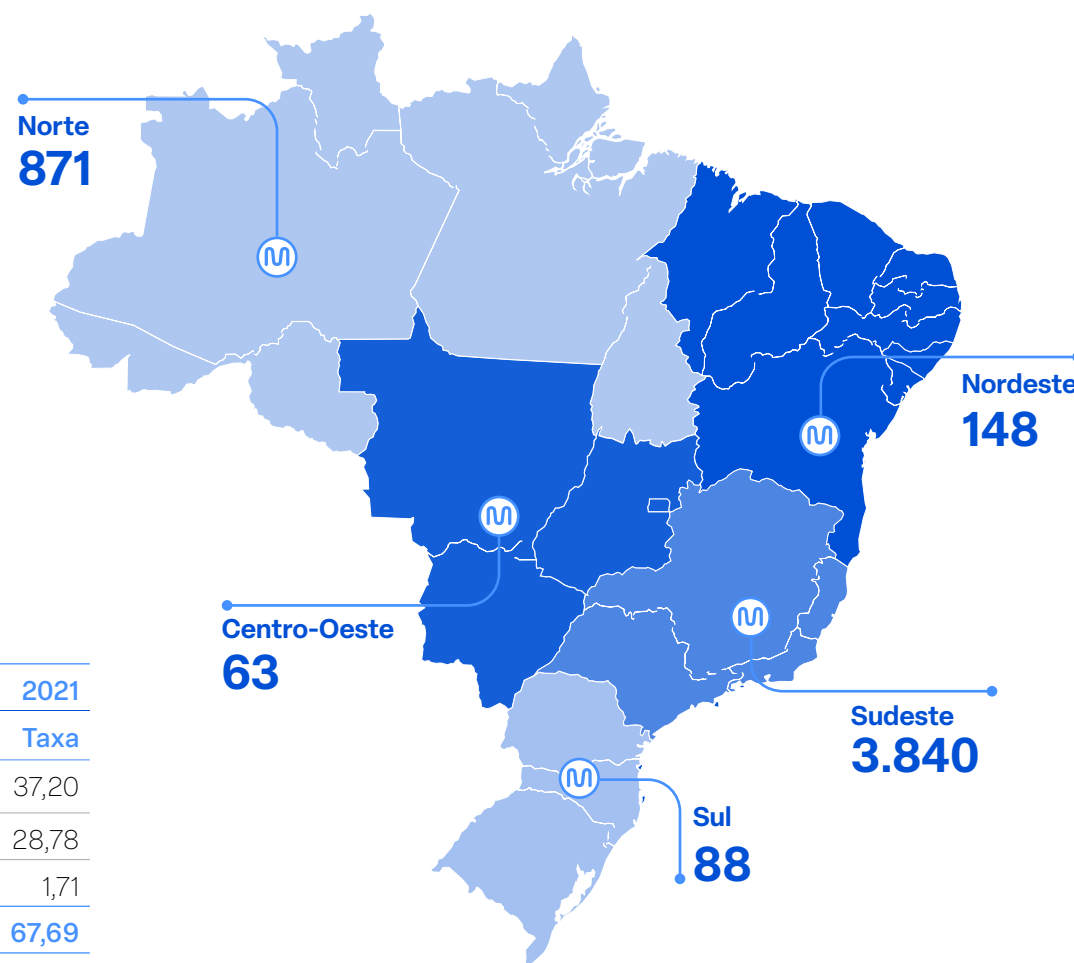 Norte
871
Nordeste
148
Centro-Oeste
63
Sudeste
3.840
Sul
88
2021
Taxa
37,20
28,78
1,71
67,69